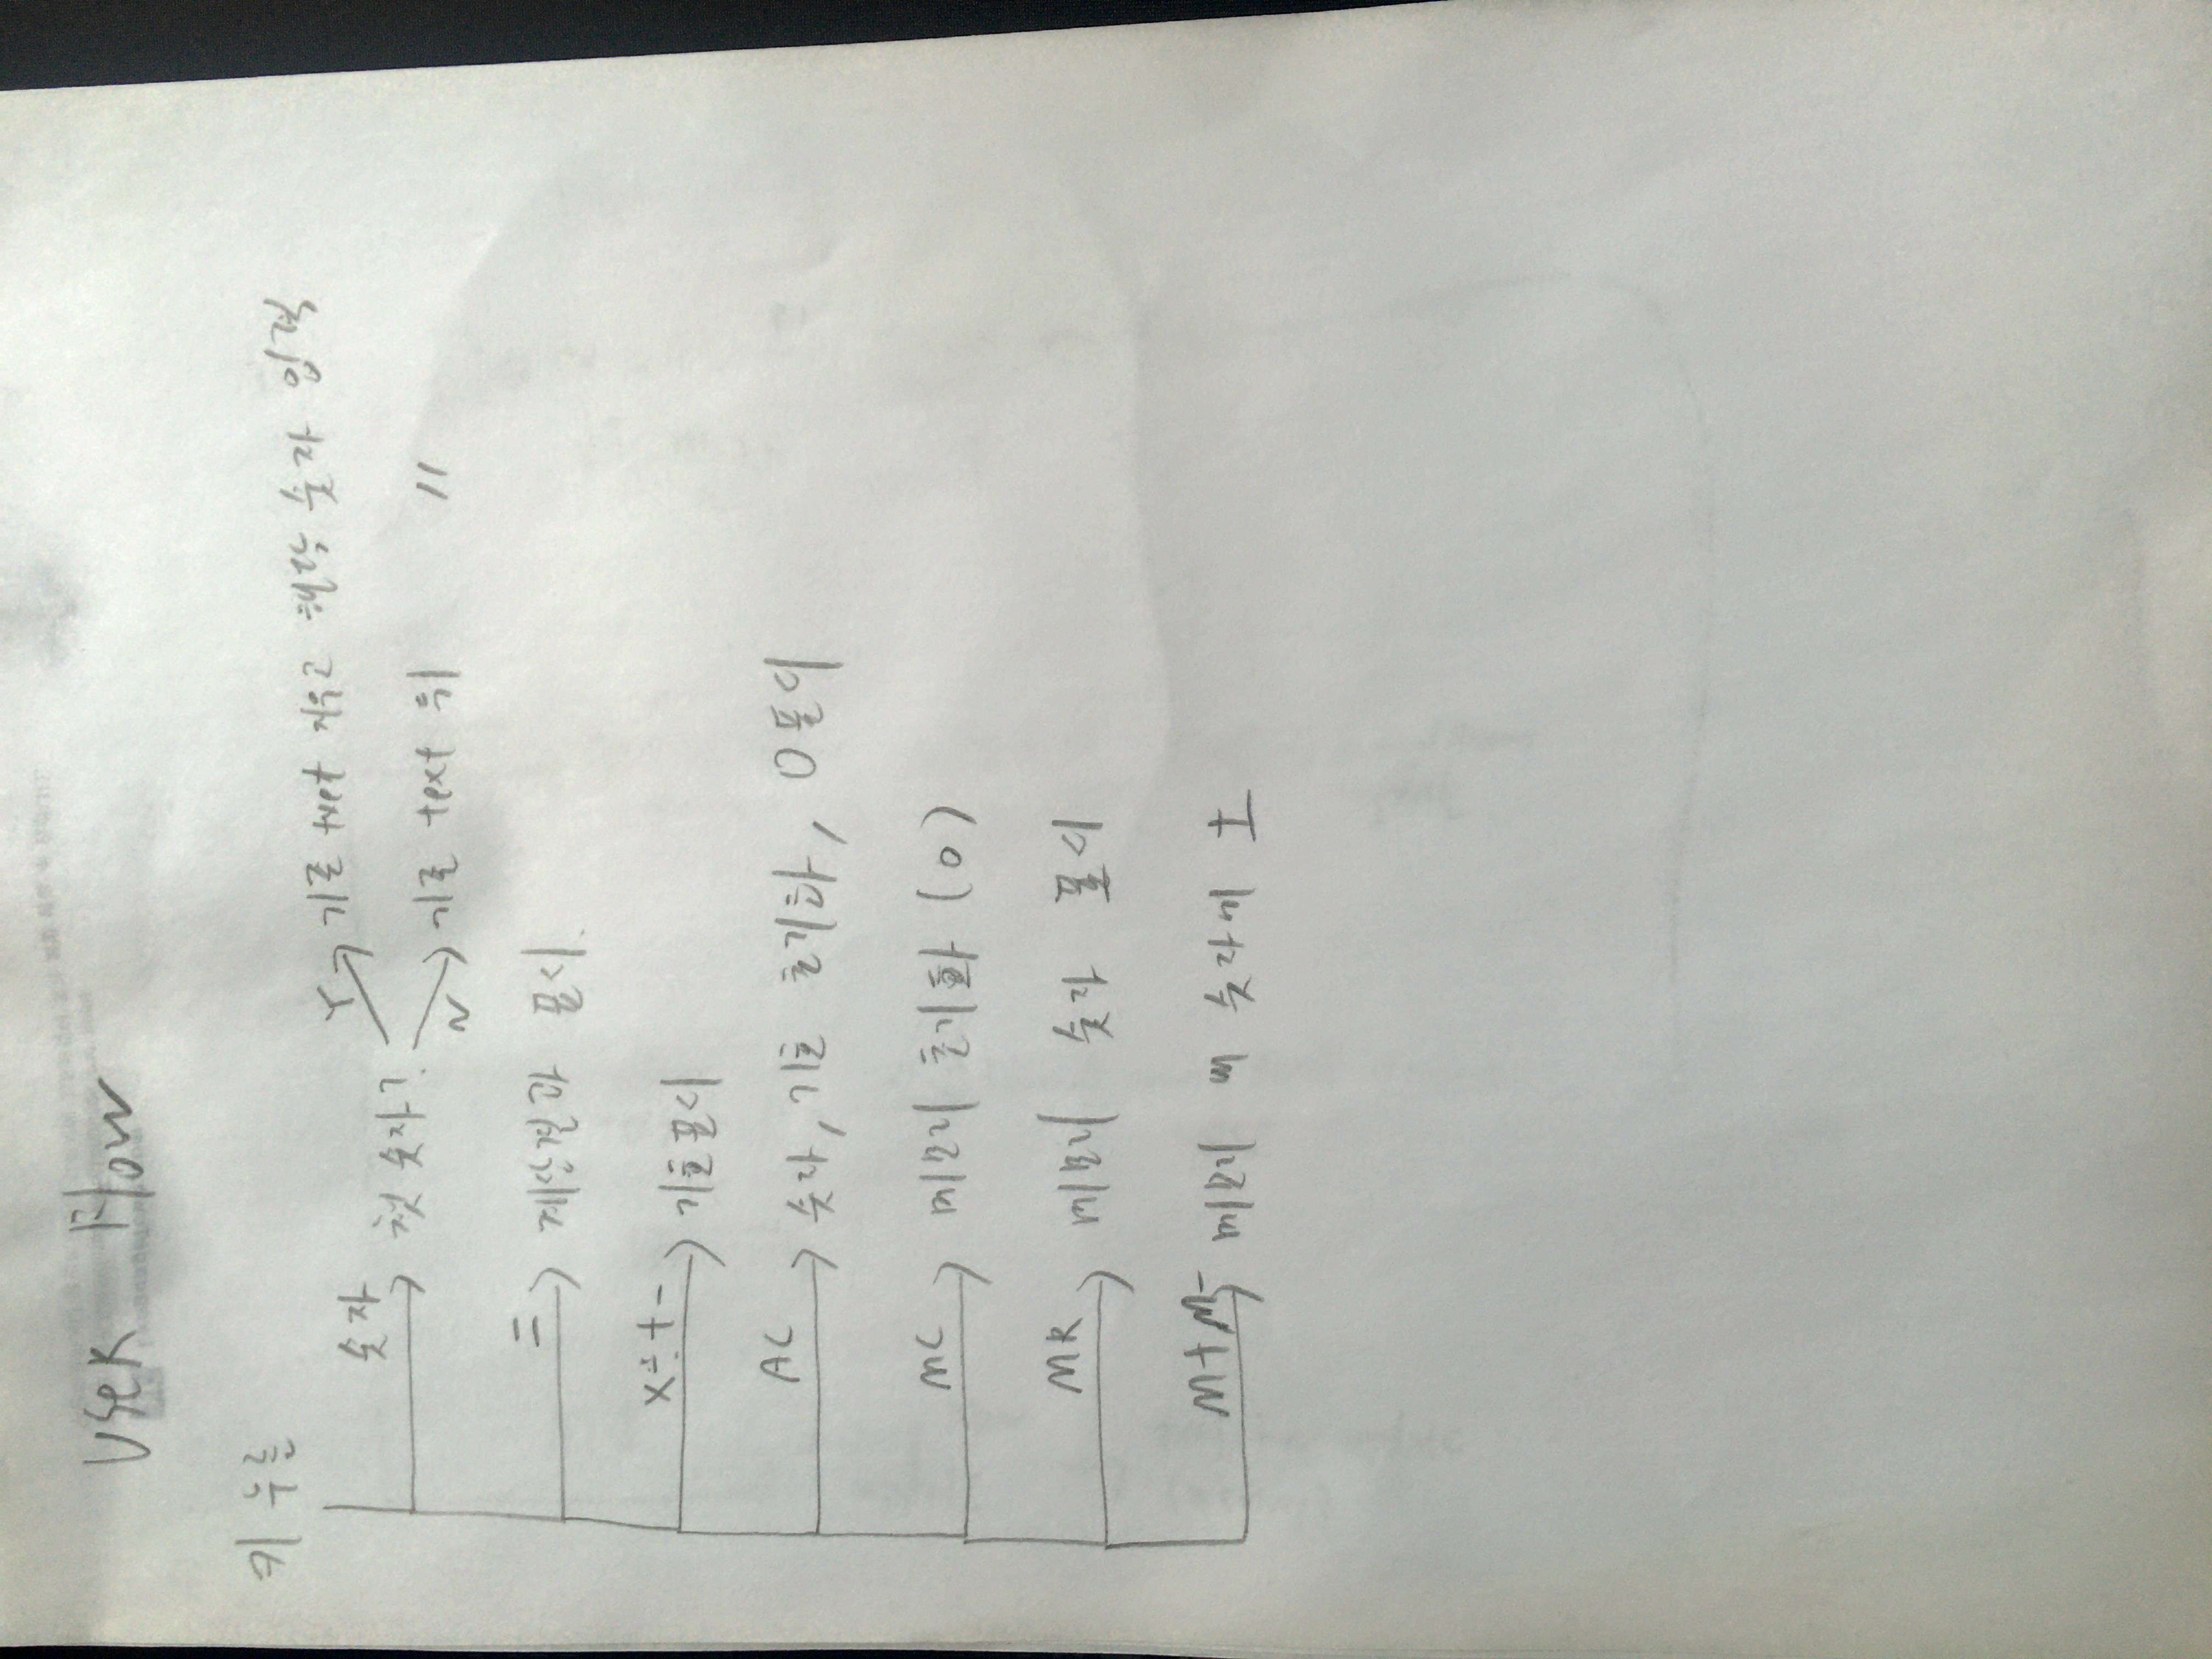 User Flow
키 누름
숫자 → 첫 숫자?
Y → 기존 text 지우고 해당 숫자 입력
N → 기존 text 뒤 "
= → 계산결과 표시
× ÷ + - → 기호표시
AC → 숫자, 기호 초기화, 0 표시
MC → 메모리 초기화 (0)
MR → 메모리 숫자 표시
M+ M- → 메모리 에 숫자에 ±